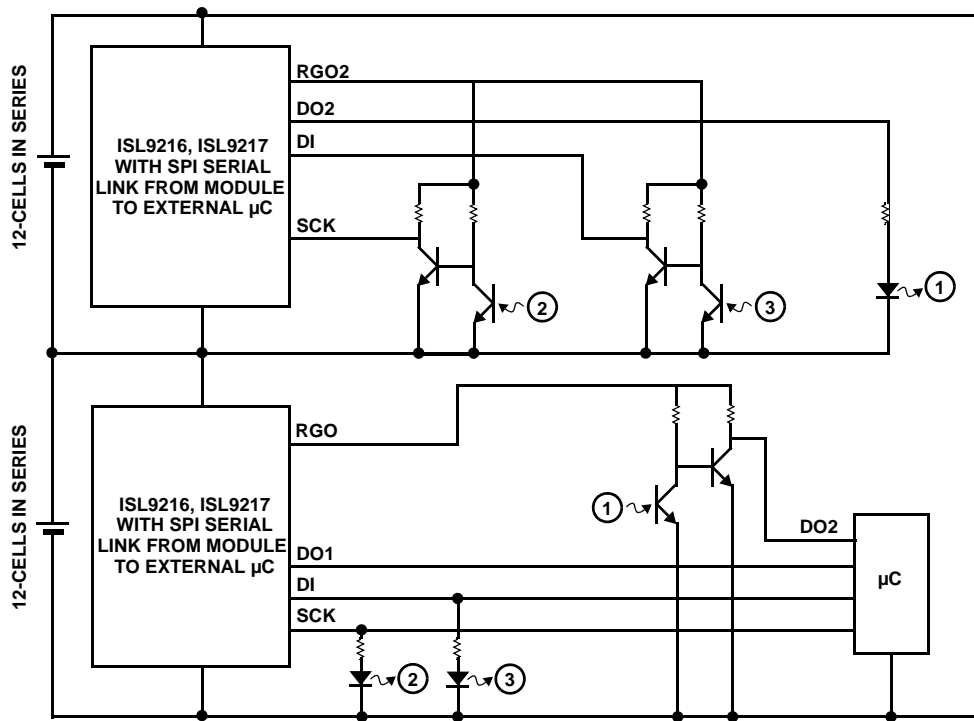 12-CELLS IN SERIES
ISL9216, ISL9217
WITH SPI SERIAL
LINK FROM MODULE
TO EXTERNAL µC
RGO2
DO2
DI
SCK
2
3
1
12-CELLS IN SERIES
ISL9216, ISL9217
WITH SPI SERIAL
LINK FROM MODULE
TO EXTERNAL µC
RGO
DO1
DI
SCK
2
3
1
DO2
µC